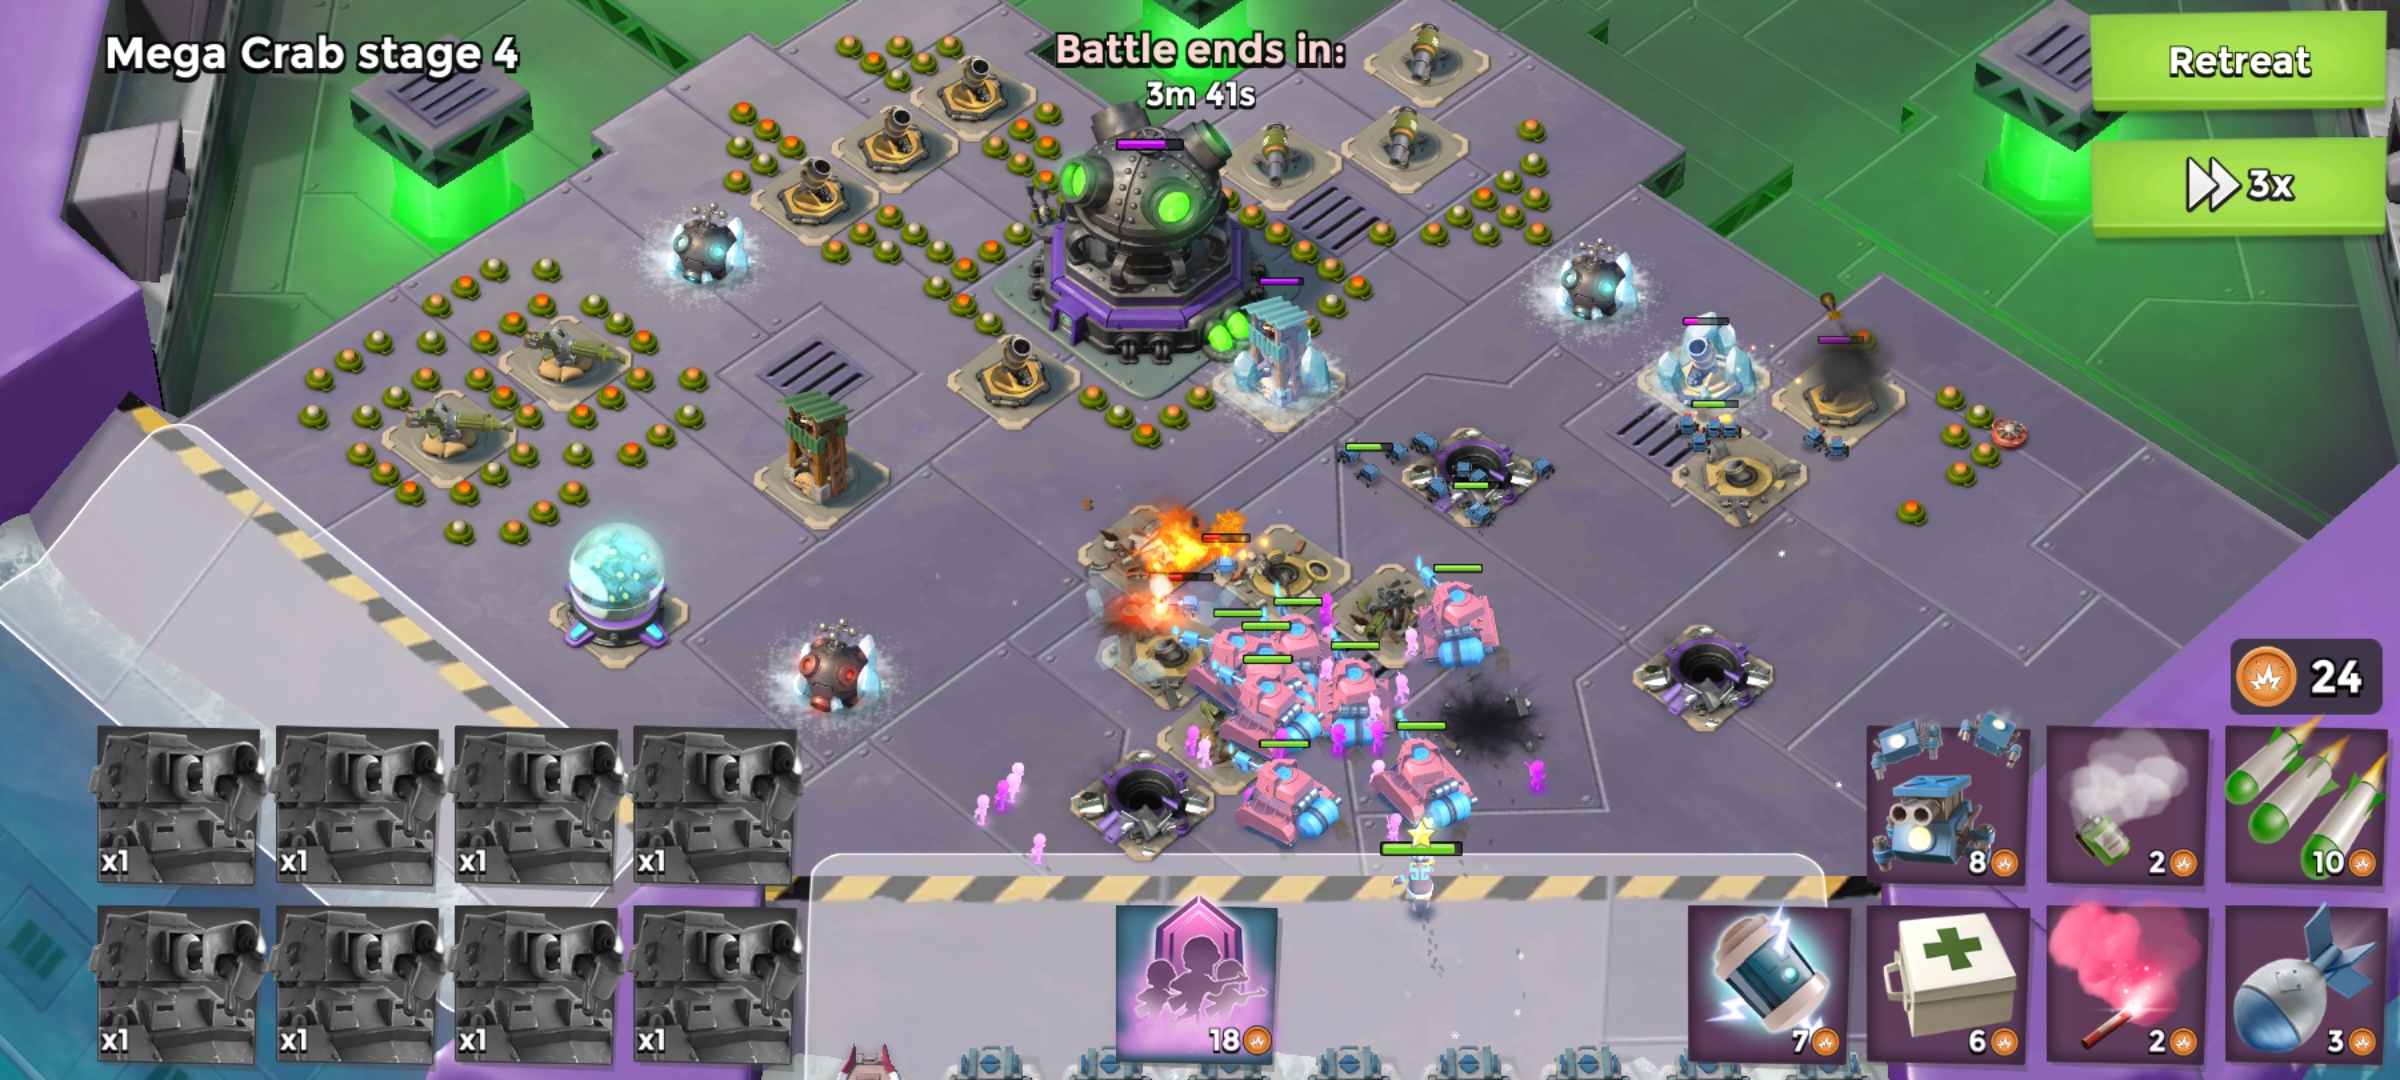 Mega Crab stage 4
Battle ends in:
3m 41s
Retreat
3x
24
8
2
10
x1
x1
x1
x1
x1
x1
x1
x1
18
7
6
2
3